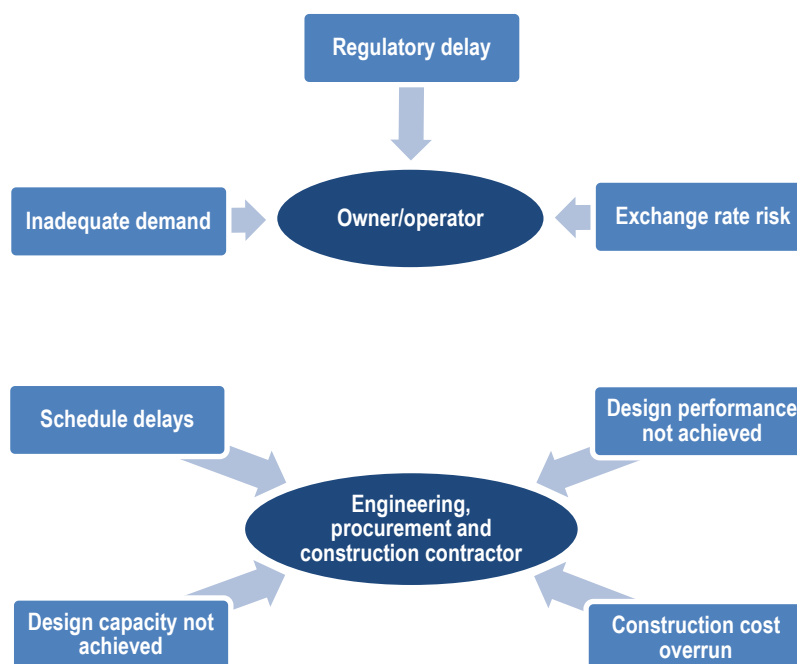 Regulatory delay
Inadequate demand
Owner/operator
Exchange rate risk
Schedule delays
Design performance
not achieved
Engineering,
procurement and
construction contractor
Design capacity not
achieved
Construction cost
overrun